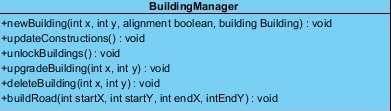 BuildingManager
+newBuilding(int x, int y, alignment boolean, building Building) : void
+updateConstructions() : void
+unlockBuildings() : void
+upgradeBuilding(int x, int y) : void
+deleteBuilding(int x, int y) : void
+buildRoad(int startX, int startY, int endX, intEndY) : void